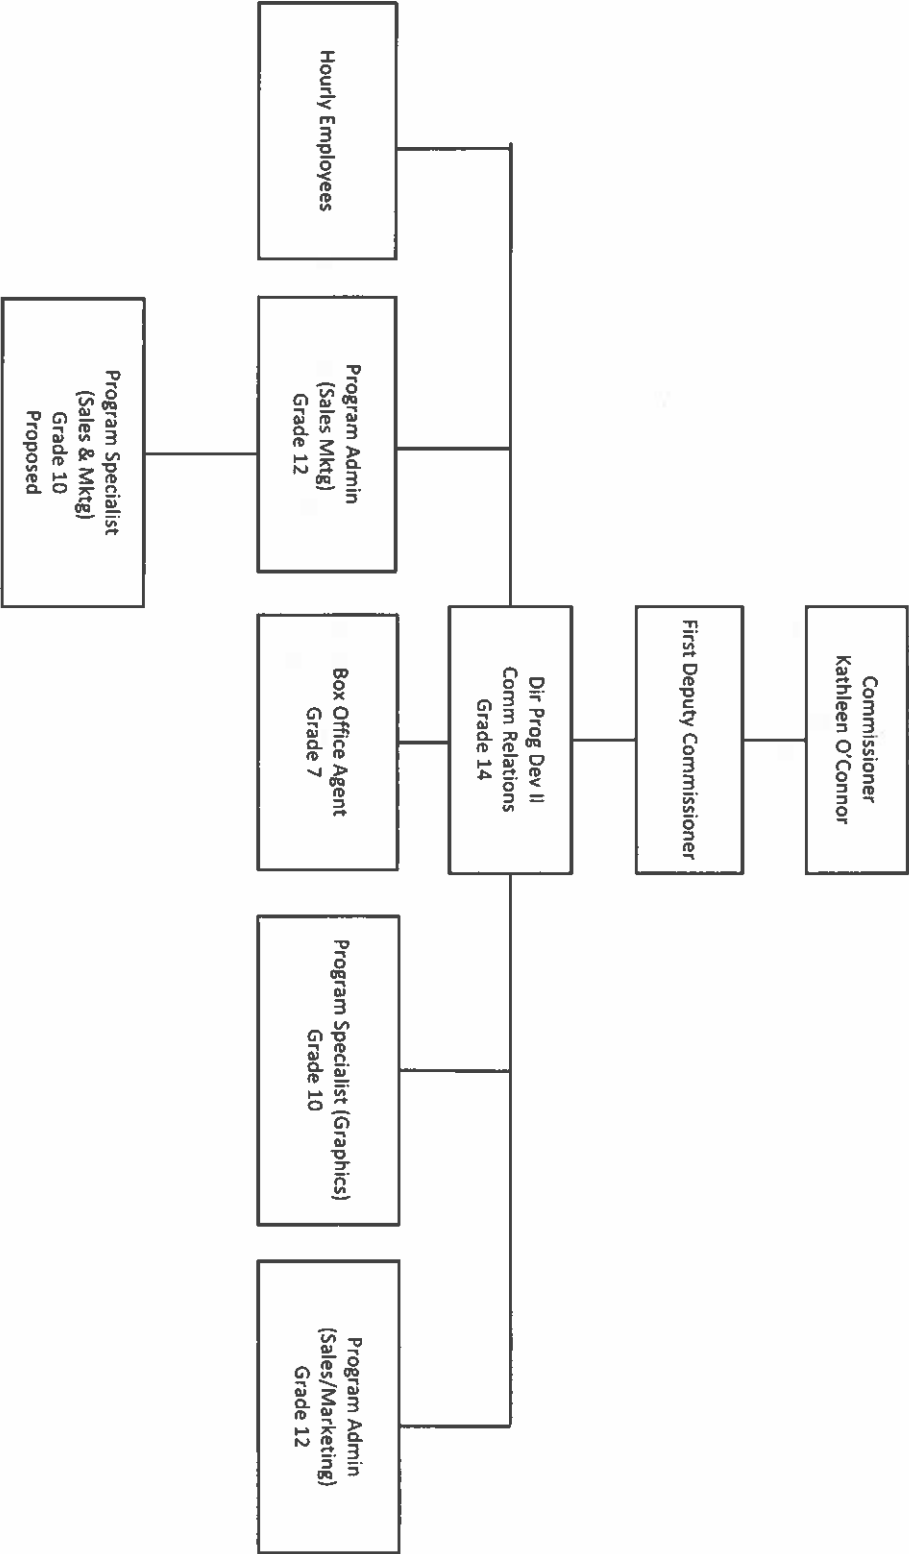 Commissioner
Kathleen O'Connor
First Deputy Commissioner
Dir Prog Dev II
Comm Relations
Grade 14
Hourly Employees
Program Admin
(Sales Mktg)
Grade 12
Box Office Agent
Grade 7
Program Specialist (Graphics)
Grade 10
Program Admin
(Sales/Marketing)
Grade 12
Program Specialist
(Sales & Mktg)
Grade 10
Proposed